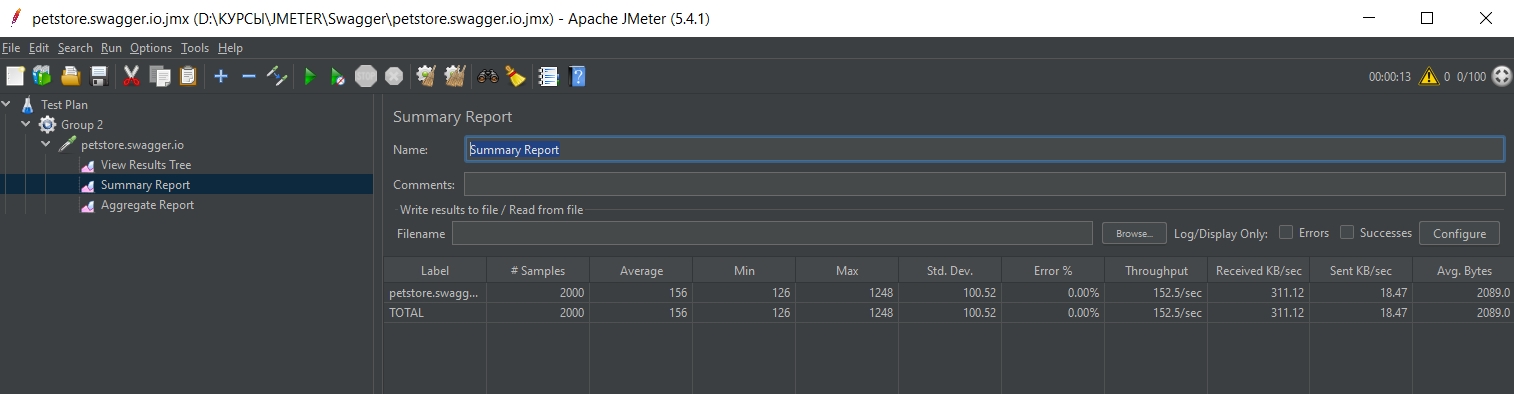 petstore.swagger.io.jmx (D:\КУРСЫ\JMETER\Swagger\petstore.swagger.io.jmx) - Apache JMeter (5.4.1)
File Edit Search Run Options Tools Help
STOP 00:00:13 0 0/100
Test Plan
Group 2
petstore.swagger.io
View Results Tree
Summary Report
Aggregate Report
Summary Report
Name: Summary Report
Comments:
Write results to file / Read from file
Filename Browse... Log/Display Only: Errors Successes Configure
Label # Samples Average Min Max Std. Dev. Error % Throughput Received KB/sec Sent KB/sec Avg. Bytes
petstore.swagg... 2000 156 126 1248 100.52 0.00% 152.5/sec 311.12 18.47 2089.0
TOTAL 2000 156 126 1248 100.52 0.00% 152.5/sec 311.12 18.47 2089.0